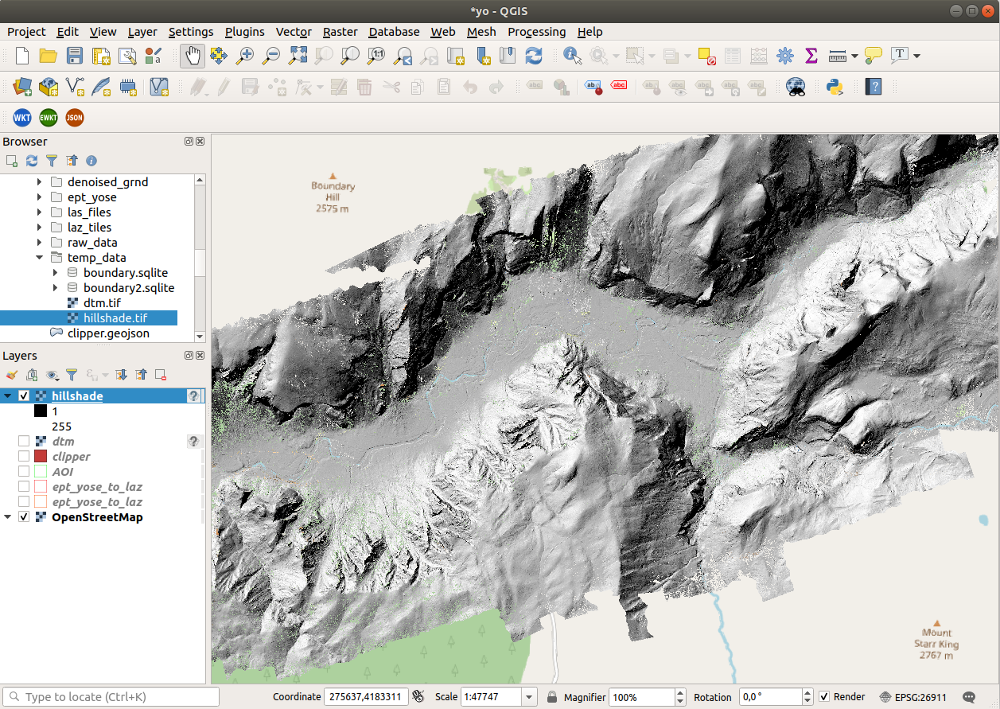 *yo - QGIS
Project Edit View Layer Settings Plugins Vector Raster Database Web Mesh Processing Help
WKT EWKT JSON
Browser
denoised_grnd
ept_yose
las_files
laz_tiles
raw_data
temp_data
boundary.sqlite
boundary2.sqlite
dtm.tif
hillshade.tif
clipper.geojson
Layers
hillshade
1
255
dtm
clipper
AOI
ept_yose_to_laz
ept_yose_to_laz
OpenStreetMap
Boundary
Hill
2575 m
Mount
Starr King
2767 m
Type to locate (Ctrl+K) Coordinate 275637,4183311 Scale 1:47747 Magnifier 100% Rotation 0,0 ° Render EPSG:26911